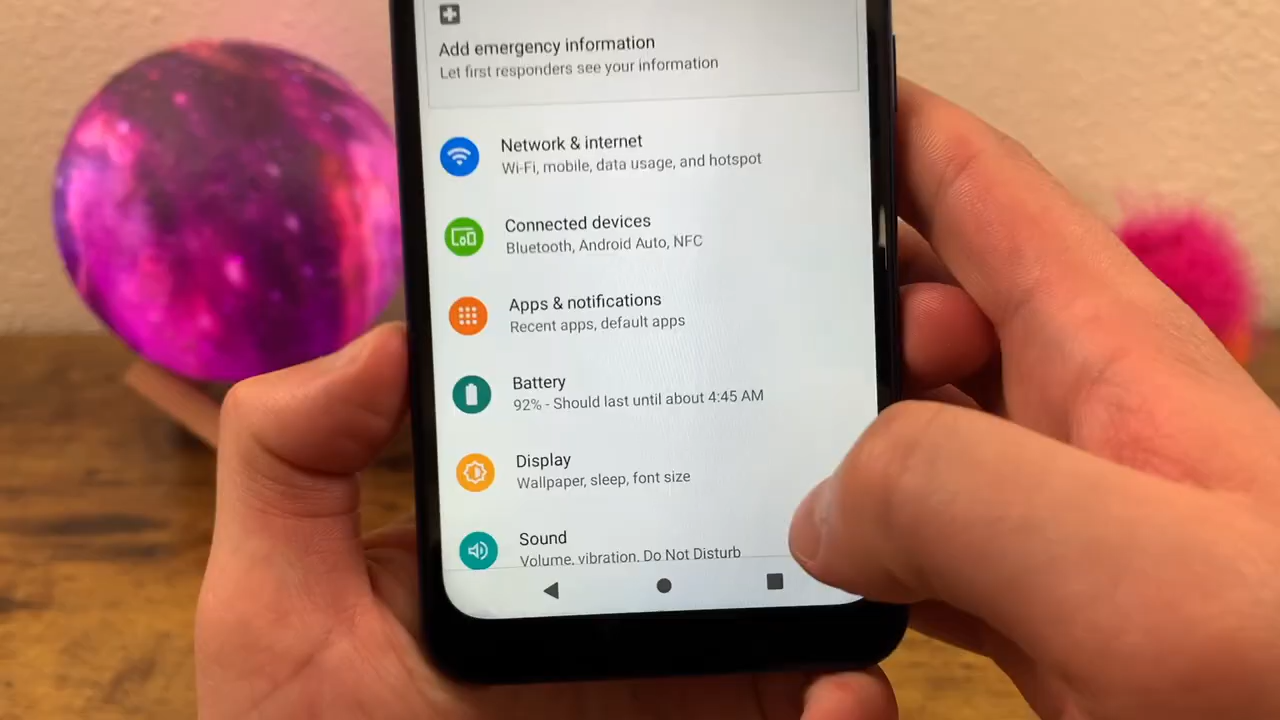 Add emergency information
Let first responders see your information
Network & internet
Wi-Fi, mobile, data usage, and hotspot
Connected devices
Bluetooth, Android Auto, NFC
Apps & notifications
Recent apps, default apps
Battery
92% - Should last until about 4:45 AM
Display
Wallpaper, sleep, font size
Sound
Volume, vibration, Do Not Disturb